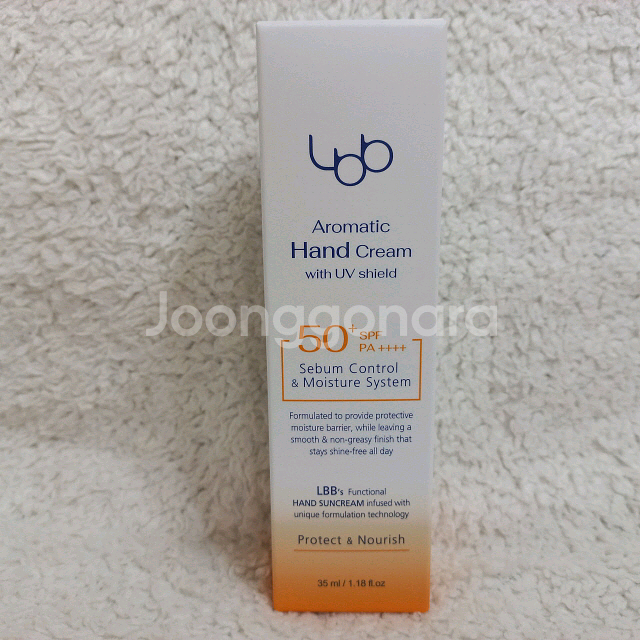 Lbb
Aromatic
Hand Cream
with UV shield
Joonggonara
50+ SPF
PA ++++
Sebum Control
& Moisture System
Formulated to provide protective
moisture barrier, while leaving a
smooth & non-greasy finish that
stays shine-free all day
LBB's Functional
HAND SUNCREAM infused with
unique formulation technology
Protect & Nourish
35 ml / 1.18 fl.oz